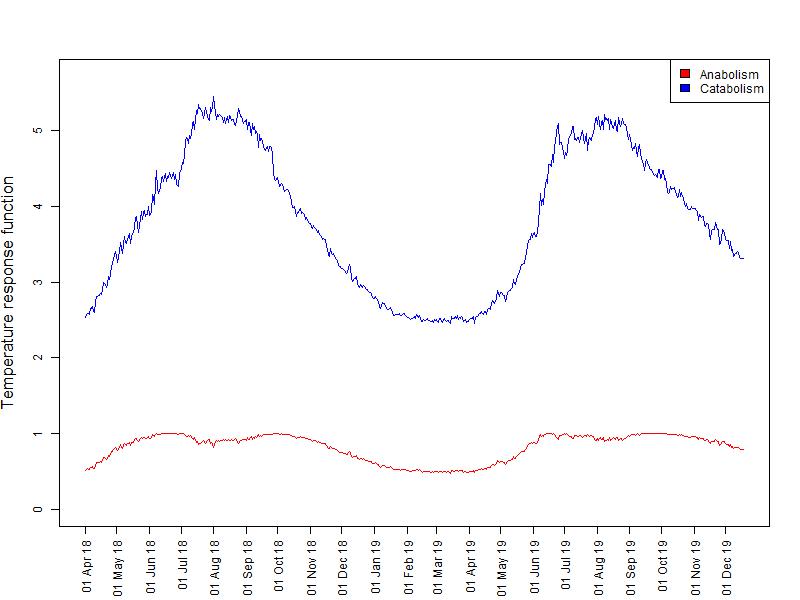 Anabolism
Catabolism
Temperature response function
5
4
3
2
1
0
01 Apr 18
01 May 18
01 Jun 18
01 Jul 18
01 Aug 18
01 Sep 18
01 Oct 18
01 Nov 18
01 Dec 18
01 Jan 19
01 Feb 19
01 Mar 19
01 Apr 19
01 May 19
01 Jun 19
01 Jul 19
01 Aug 19
01 Sep 19
01 Oct 19
01 Nov 19
01 Dec 19